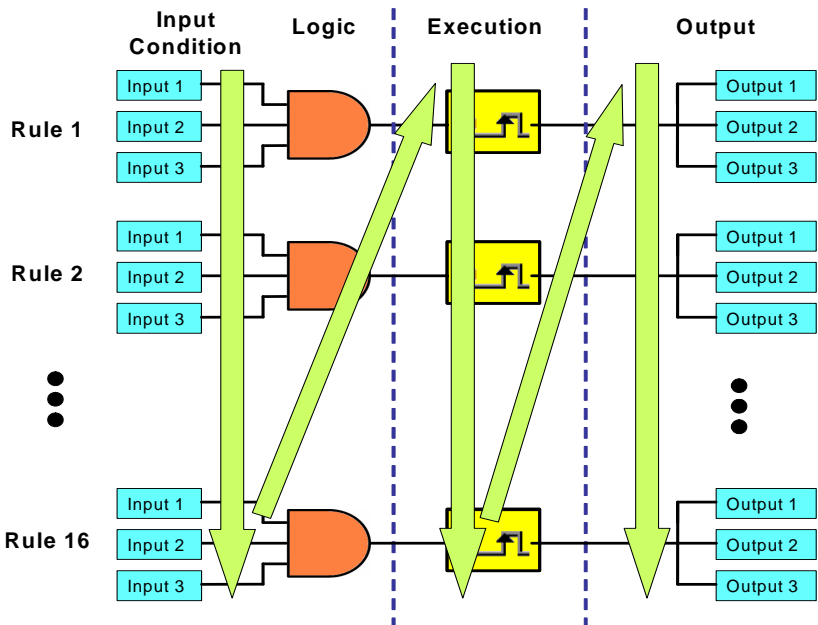 Input Condition
Logic
Execution
Output
Rule 1
Input 1
Input 2
Input 3
Output 1
Output 2
Output 3
Rule 2
Input 1
Input 2
Input 3
Output 1
Output 2
Output 3
Rule 16
Input 1
Input 2
Input 3
Output 1
Output 2
Output 3